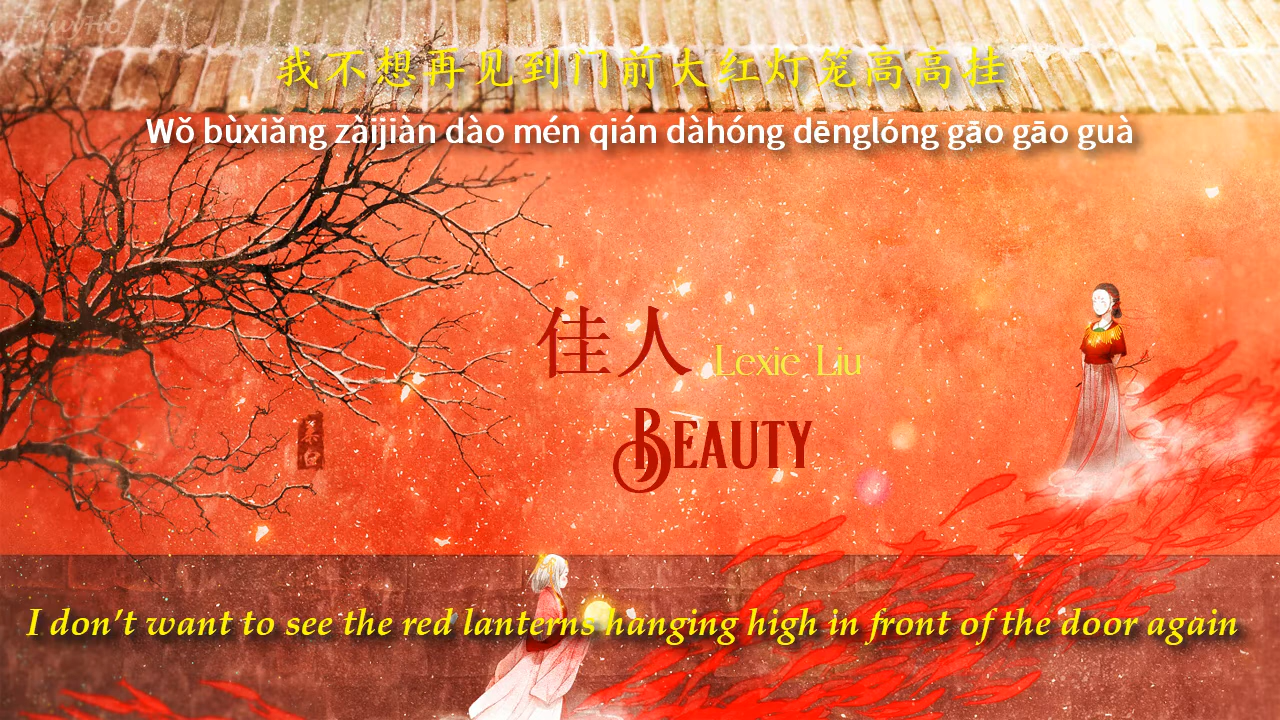 我不想再见到门前大红灯笼高高挂
Wǒ bùxiǎng zàijiàn dào mén qián dàhóng dēnglóng gāo gāo guà
佳人 Lexie Liu
Beauty
I don't want to see the red lanterns hanging high in front of the door again